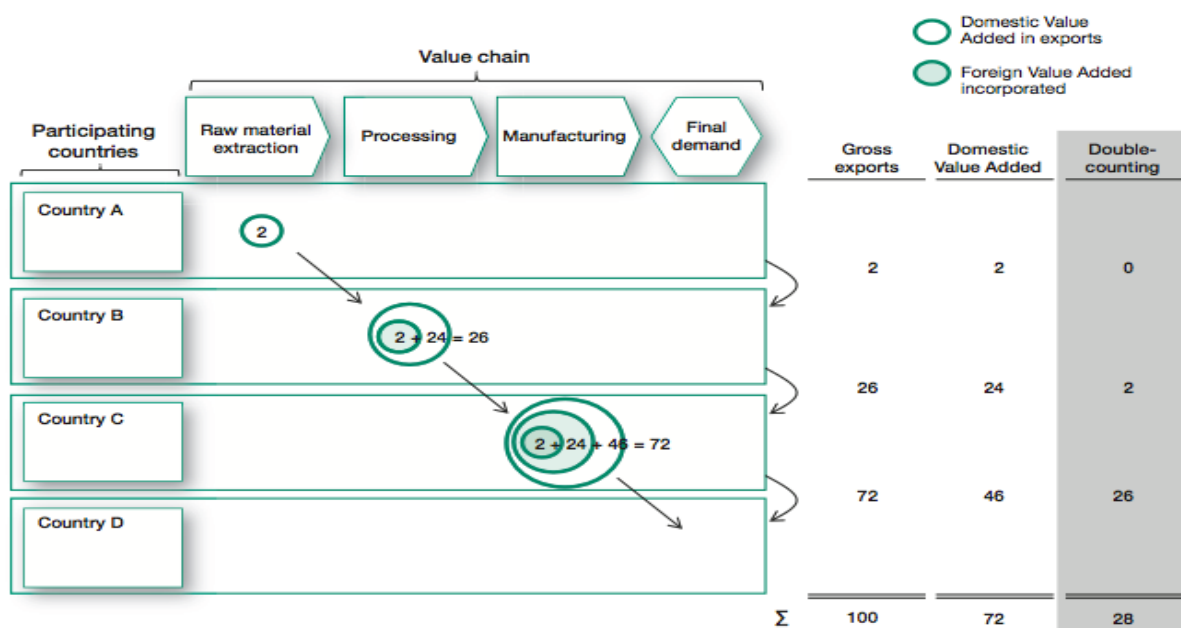 Domestic Value
Added in exports
Foreign Value Added
incorporated
Value chain
Participating
countries
Raw material
extraction
Processing
Manufacturing
Final
demand
Gross
exports
Domestic
Value Added
Double-
counting
Country A
2
2
2
0
Country B
2 + 24 = 26
26
24
2
Country C
2 + 24 + 46 = 72
72
46
26
Country D
Σ
100
72
28